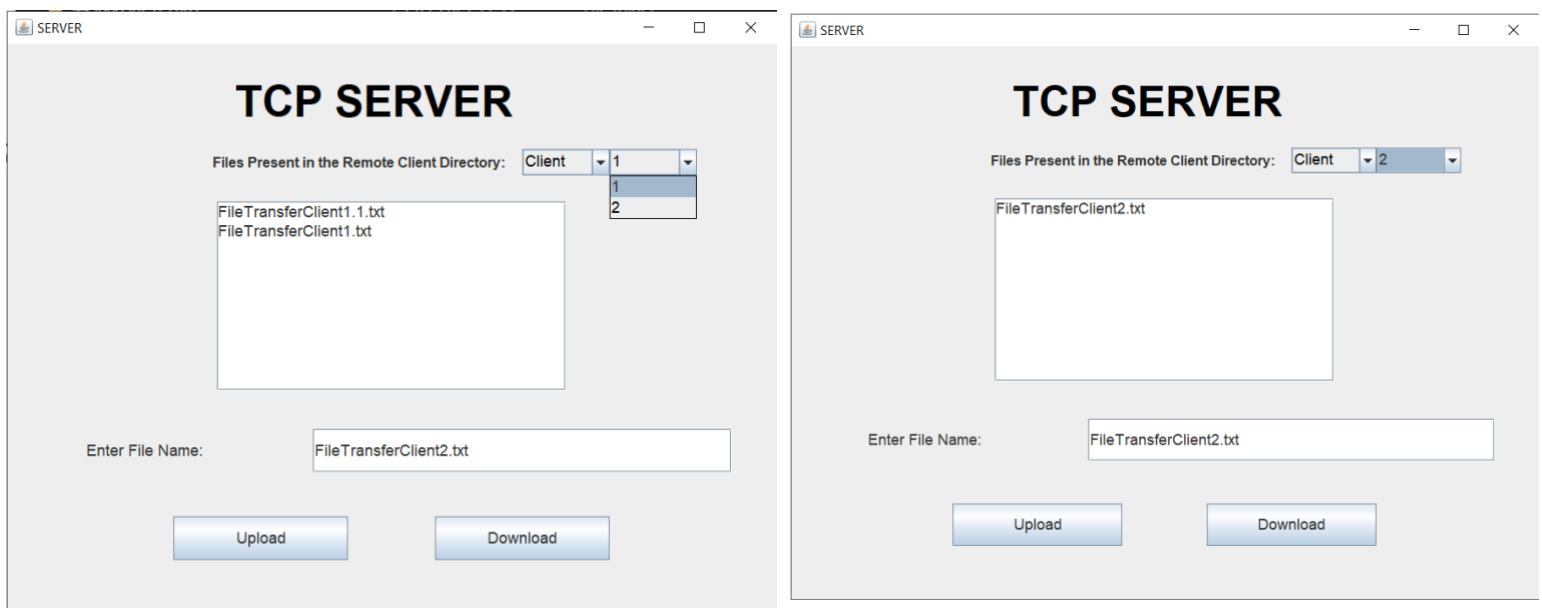 SERVER
TCP SERVER
Files Present in the Remote Client Directory: Client 1
1
2
FileTransferClient1.1.txt
FileTransferClient1.txt
Enter File Name: FileTransferClient2.txt
Upload Download
SERVER
TCP SERVER
Files Present in the Remote Client Directory: Client 2
FileTransferClient2.txt
Enter File Name: FileTransferClient2.txt
Upload Download